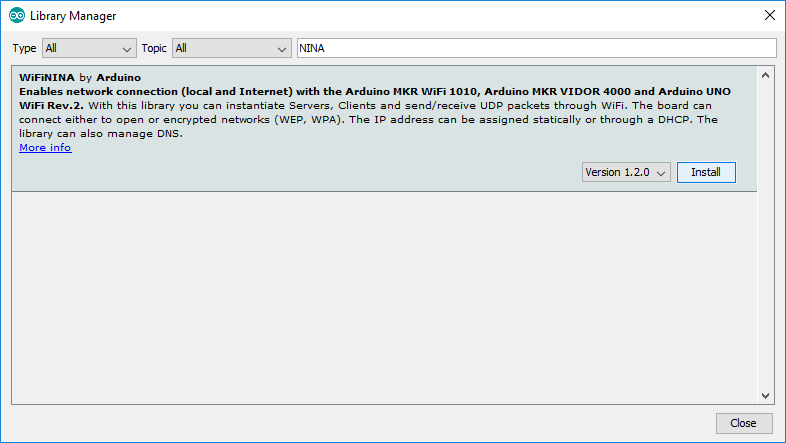 Library Manager
Type All Topic All NINA
WiFiNINA by Arduino
Enables network connection (local and Internet) with the Arduino MKR WiFi 1010, Arduino MKR VIDOR 4000 and Arduino UNO
WiFi Rev.2. With this library you can instantiate Servers, Clients and send/receive UDP packets through WiFi. The board can
connect either to open or encrypted networks (WEP, WPA). The IP address can be assigned statically or through a DHCP. The
library can also manage DNS.
More info
Version 1.2.0 Install
Close